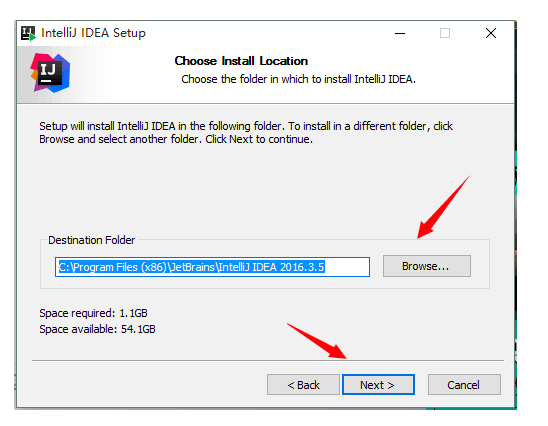 IntelliJ IDEA Setup
IJ
Choose Install Location
Choose the folder in which to install IntelliJ IDEA.
Setup will install IntelliJ IDEA in the following folder. To install in a different folder, click
Browse and select another folder. Click Next to continue.
Destination Folder
C:\Program Files (x86)\JetBrains\IntelliJ IDEA 2016.3.5
Browse...
Space required: 1.1GB
Space available: 54.1GB
< Back Next > Cancel